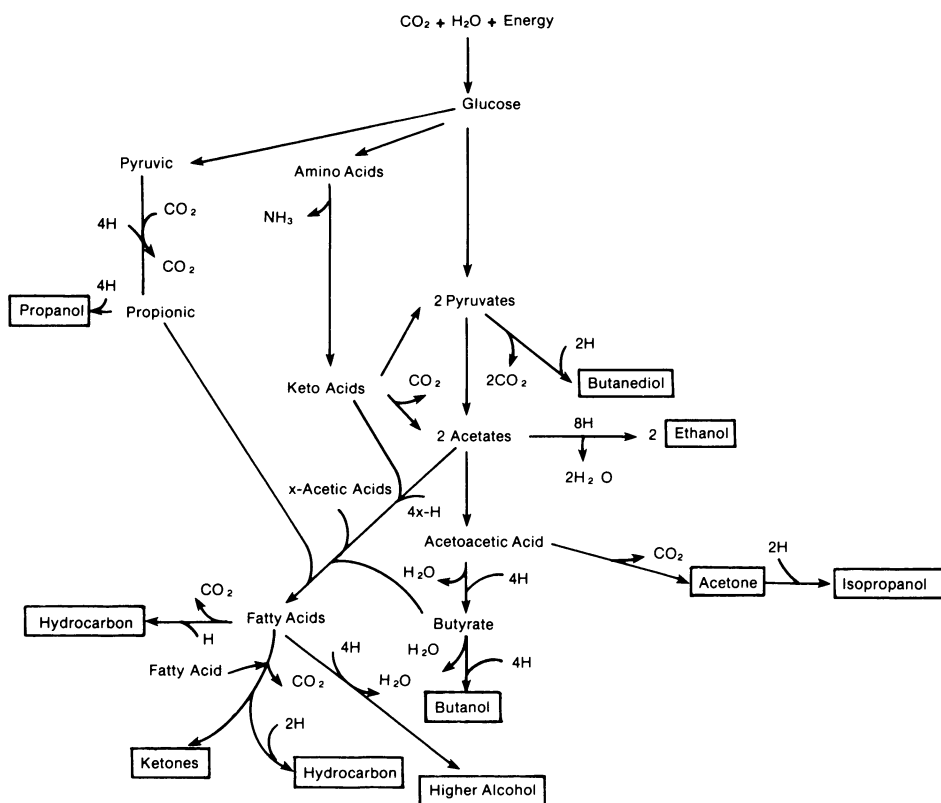 CO₂ + H₂O + Energy
Glucose
Pyruvic
Amino Acids
CO₂
4H
NH₃
CO₂
4H
Propanol
Propionic
2 Pyruvates
2H
Keto Acids
CO₂
2CO₂
Butanediol
8H
2 Acetates
2 Ethanol
2H₂ O
x-Acetic Acids
4x-H
Acetoacetic Acid
CO₂
2H
H₂O
4H
Acetone
Isopropanol
CO₂
Hydrocarbon
Fatty Acids
Butyrate
H
4H
H₂O
Fatty Acid
CO₂
H₂O
4H
Butanol
2H
Ketones
Hydrocarbon
Higher Alcohol